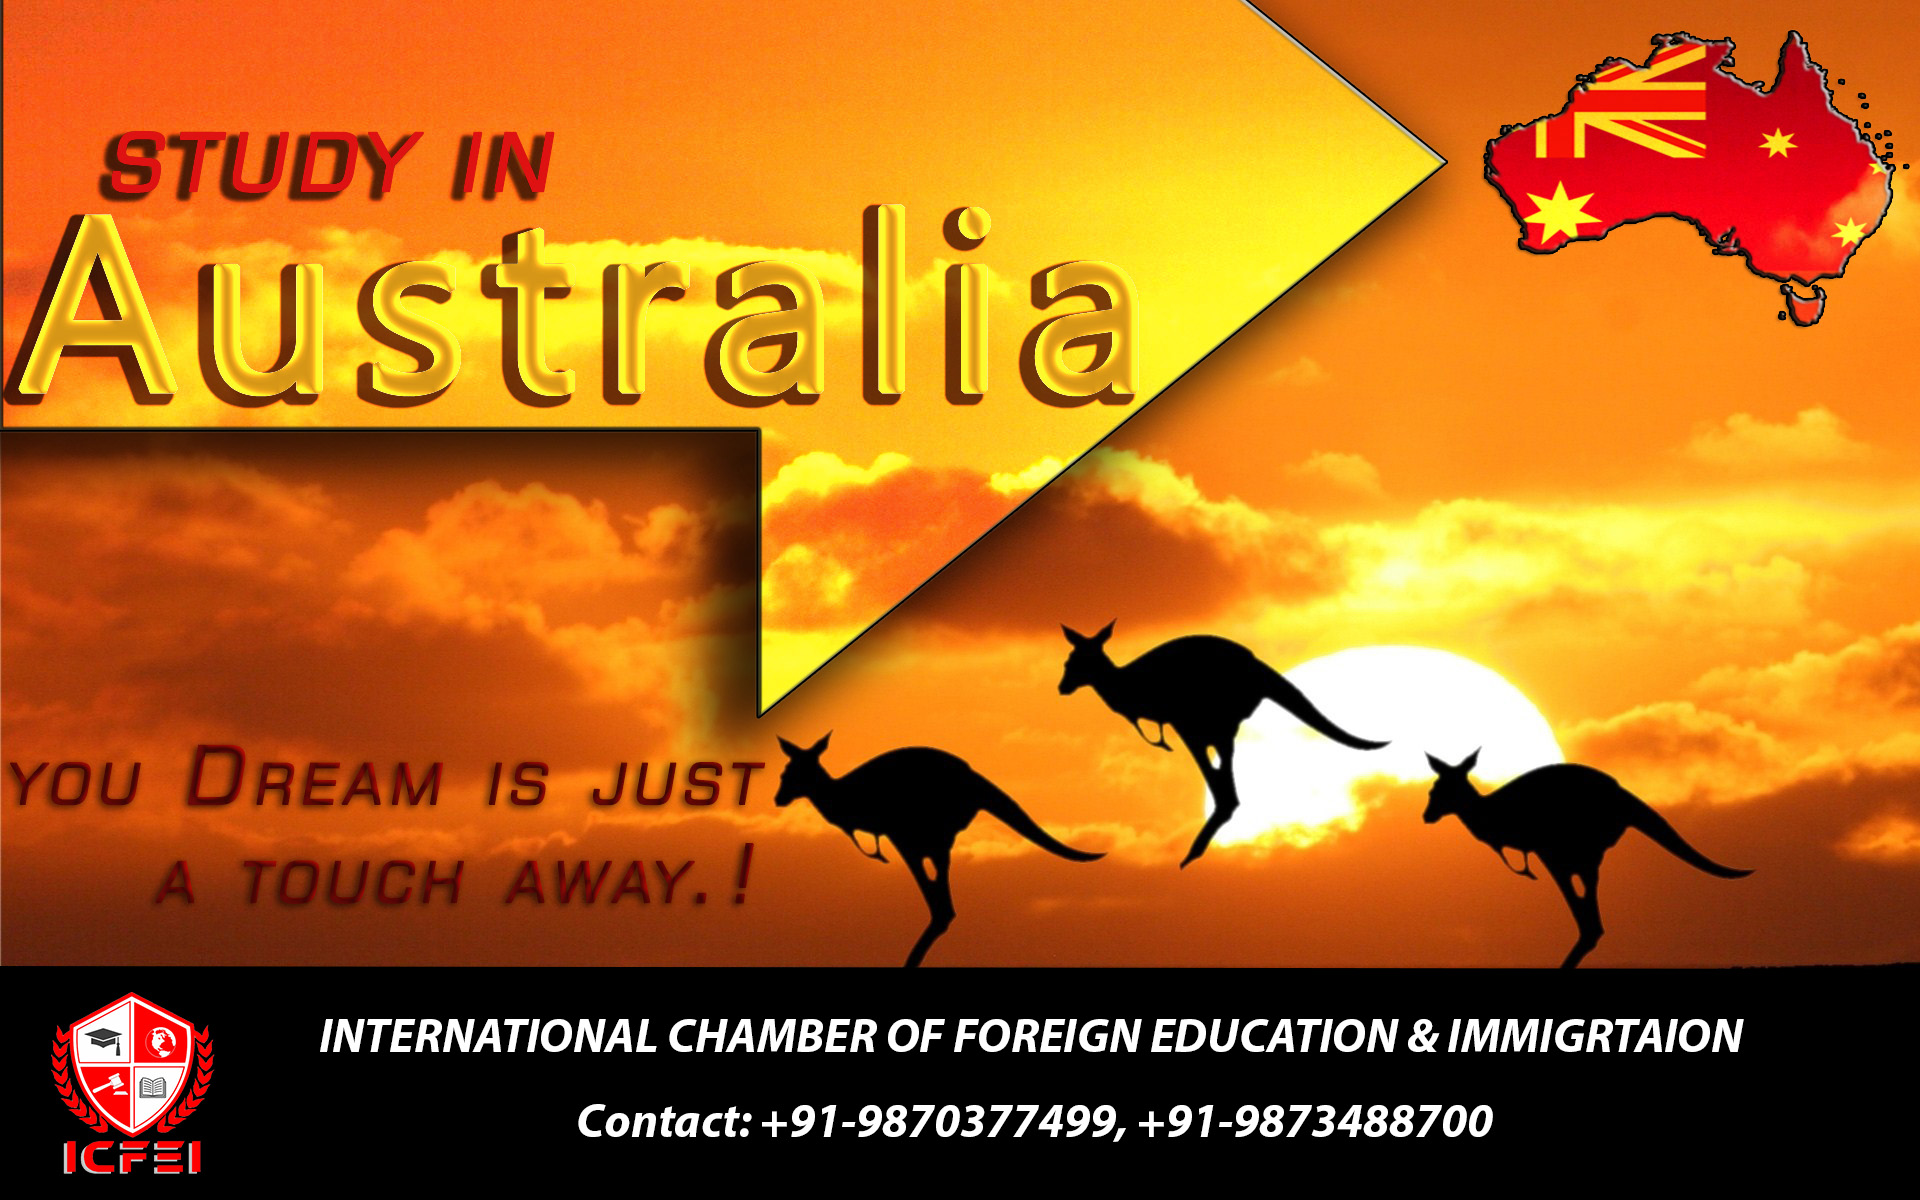 STUDY IN
Australia
YOU DREAM IS JUST
A TOUCH AWAY.!
INTERNATIONAL CHAMBER OF FOREIGN EDUCATION & IMMIGRTAION
Contact: +91-9870377499, +91-9873488700
ICFEI